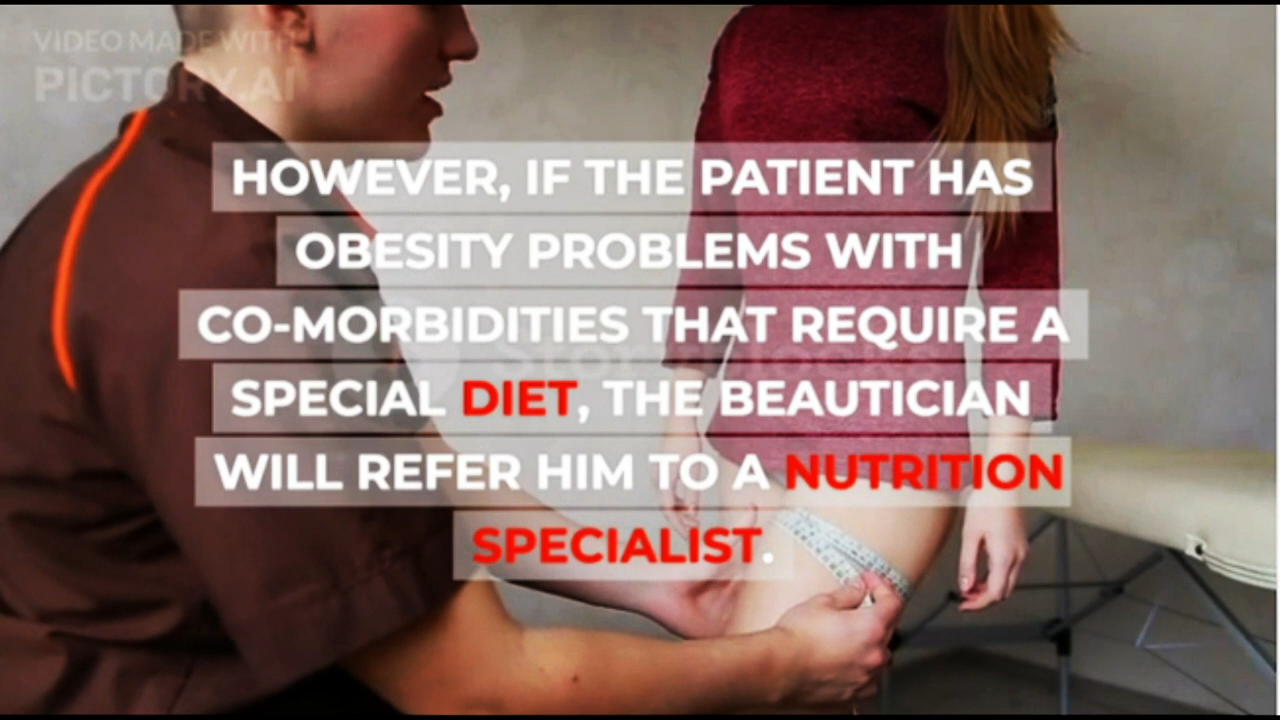 VIDEO MADE WITH
PICTORY.AI
HOWEVER, IF THE PATIENT HAS
OBESITY PROBLEMS WITH
CO-MORBIDITIES THAT REQUIRE A
SPECIAL DIET, THE BEAUTICIAN
WILL REFER HIM TO A NUTRITION
SPECIALIST.